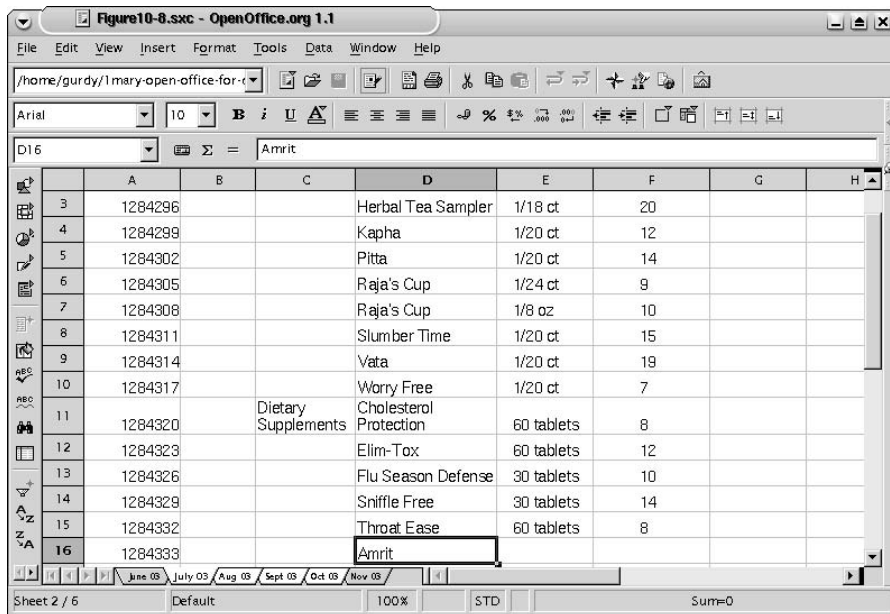 Figure10-8.sxc - OpenOffice.org 1.1
File Edit View Insert Format Tools Data Window Help
/home/gurdy/1mary-open-office-for-
Arial 10 B i U A
D16 Σ = Amrit
A B C D E F G H
3 1284296 Herbal Tea Sampler 1/18 ct 20
4 1284299 Kapha 1/20 ct 12
5 1284302 Pitta 1/20 ct 14
6 1284305 Raja's Cup 1/24 ct 9
7 1284308 Raja's Cup 1/8 oz 10
8 1284311 Slumber Time 1/20 ct 15
9 1284314 Vata 1/20 ct 19
10 1284317 Worry Free 1/20 ct 7
11 1284320 Dietary Supplements Cholesterol Protection 60 tablets 8
12 1284323 Elim-Tox 60 tablets 12
13 1284326 Flu Season Defense 30 tablets 10
14 1284329 Sniffle Free 30 tablets 14
15 1284332 Throat Ease 60 tablets 8
16 1284333 Amrit
June 03 July 03 Aug 03 Sept 03 Oct 03 Nov 03
Sheet 2 / 6 Default 100% STD Sum=0